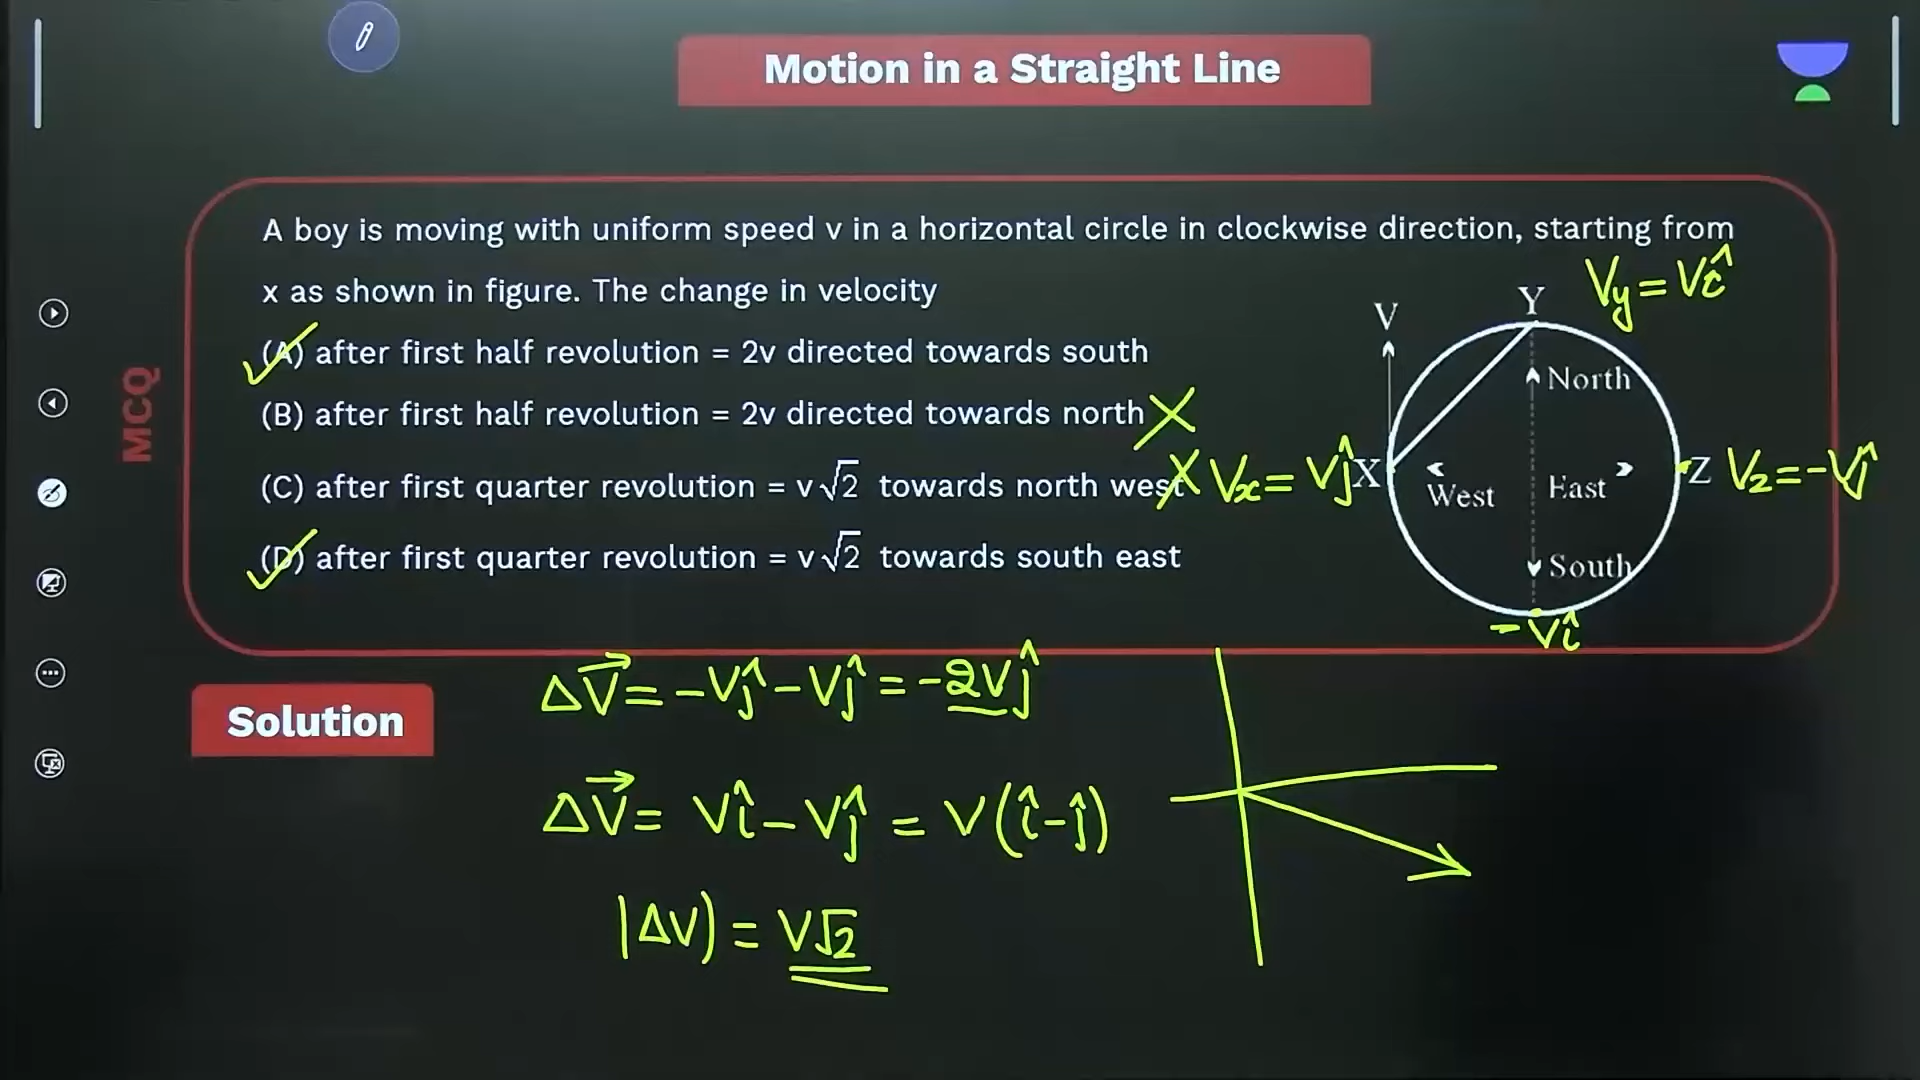 Motion in a Straight Line
MCQ
A boy is moving with uniform speed v in a horizontal circle in clockwise direction, starting from
x as shown in figure. The change in velocity
(A) after first half revolution = 2v directed towards south
(B) after first half revolution = 2v directed towards north
(C) after first quarter revolution = v√2 towards north west
(D) after first quarter revolution = v√2 towards south east
Vy = Vî
V
Y
North
Vx = Vĵ
X
West
East
Z
Vz = -Vĵ
South
-Vî
Solution
ΔV⃗ = -Vĵ - Vĵ = -2Vĵ
ΔV⃗ = Vî - Vĵ = V(î-ĵ)
|ΔV| = V√2